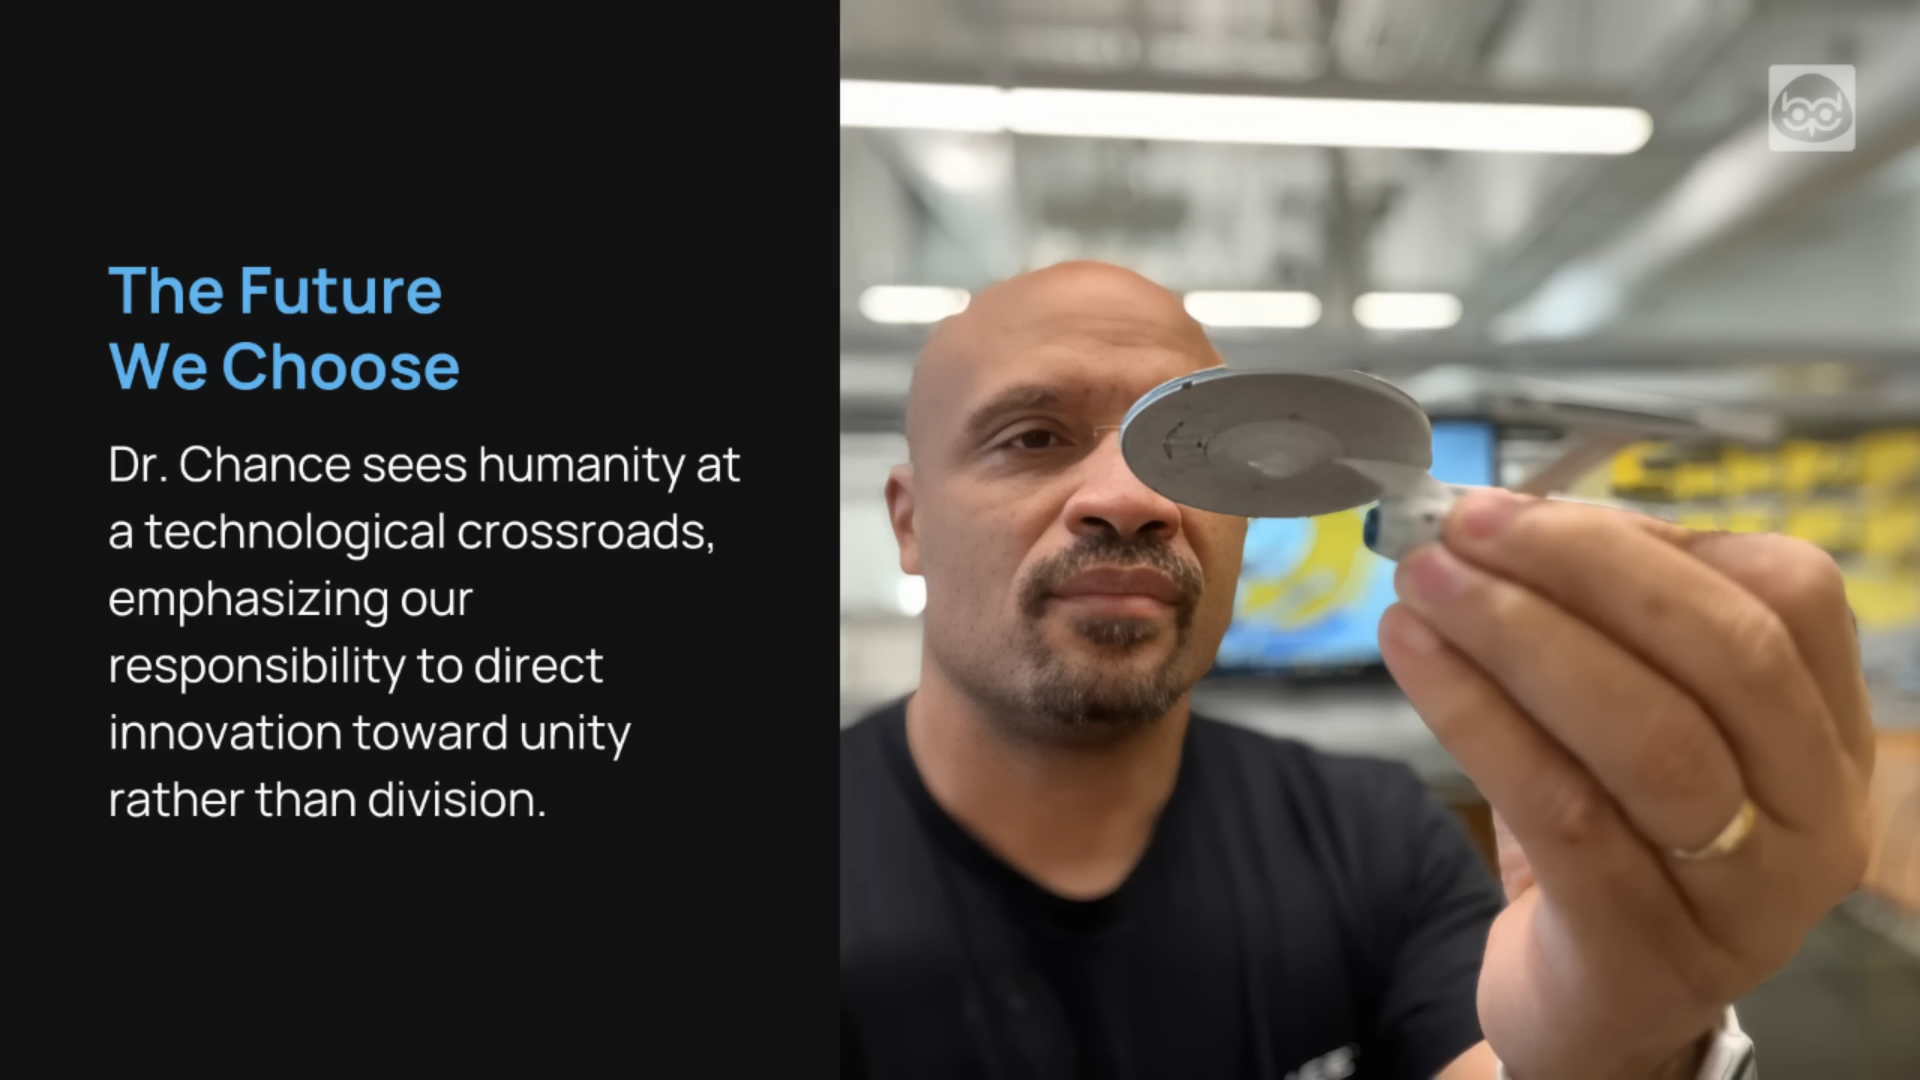 The Future
We Choose
Dr. Chance sees humanity at
a technological crossroads,
emphasizing our
responsibility to direct
innovation toward unity
rather than division.